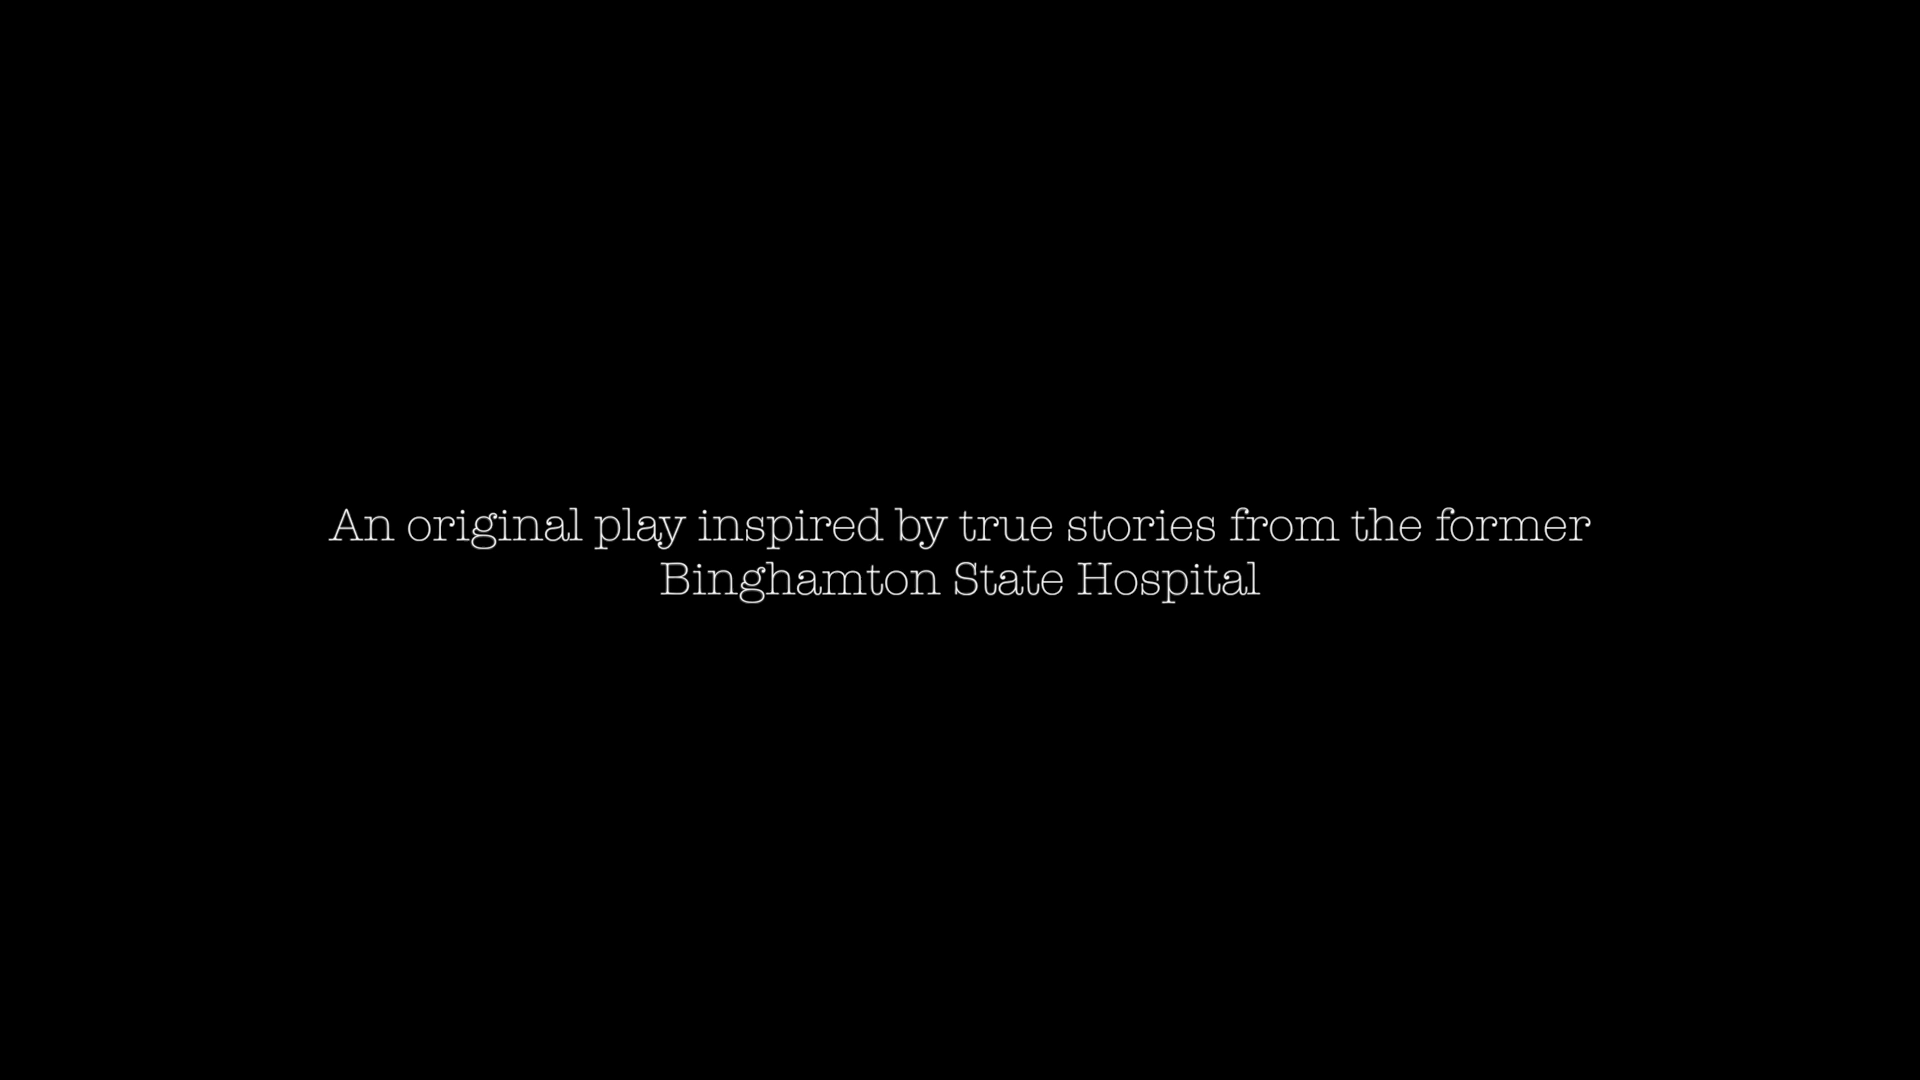 An original play inspired by true stories from the former
Binghamton State Hospital